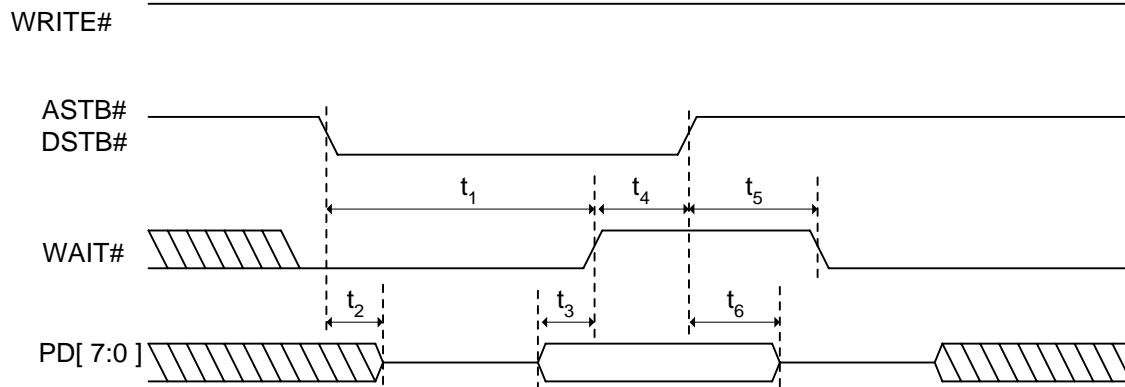 WRITE#
ASTB#
DSTB#
t1
t4
t5
WAIT#
t2
t3
t6
PD[ 7:0 ]